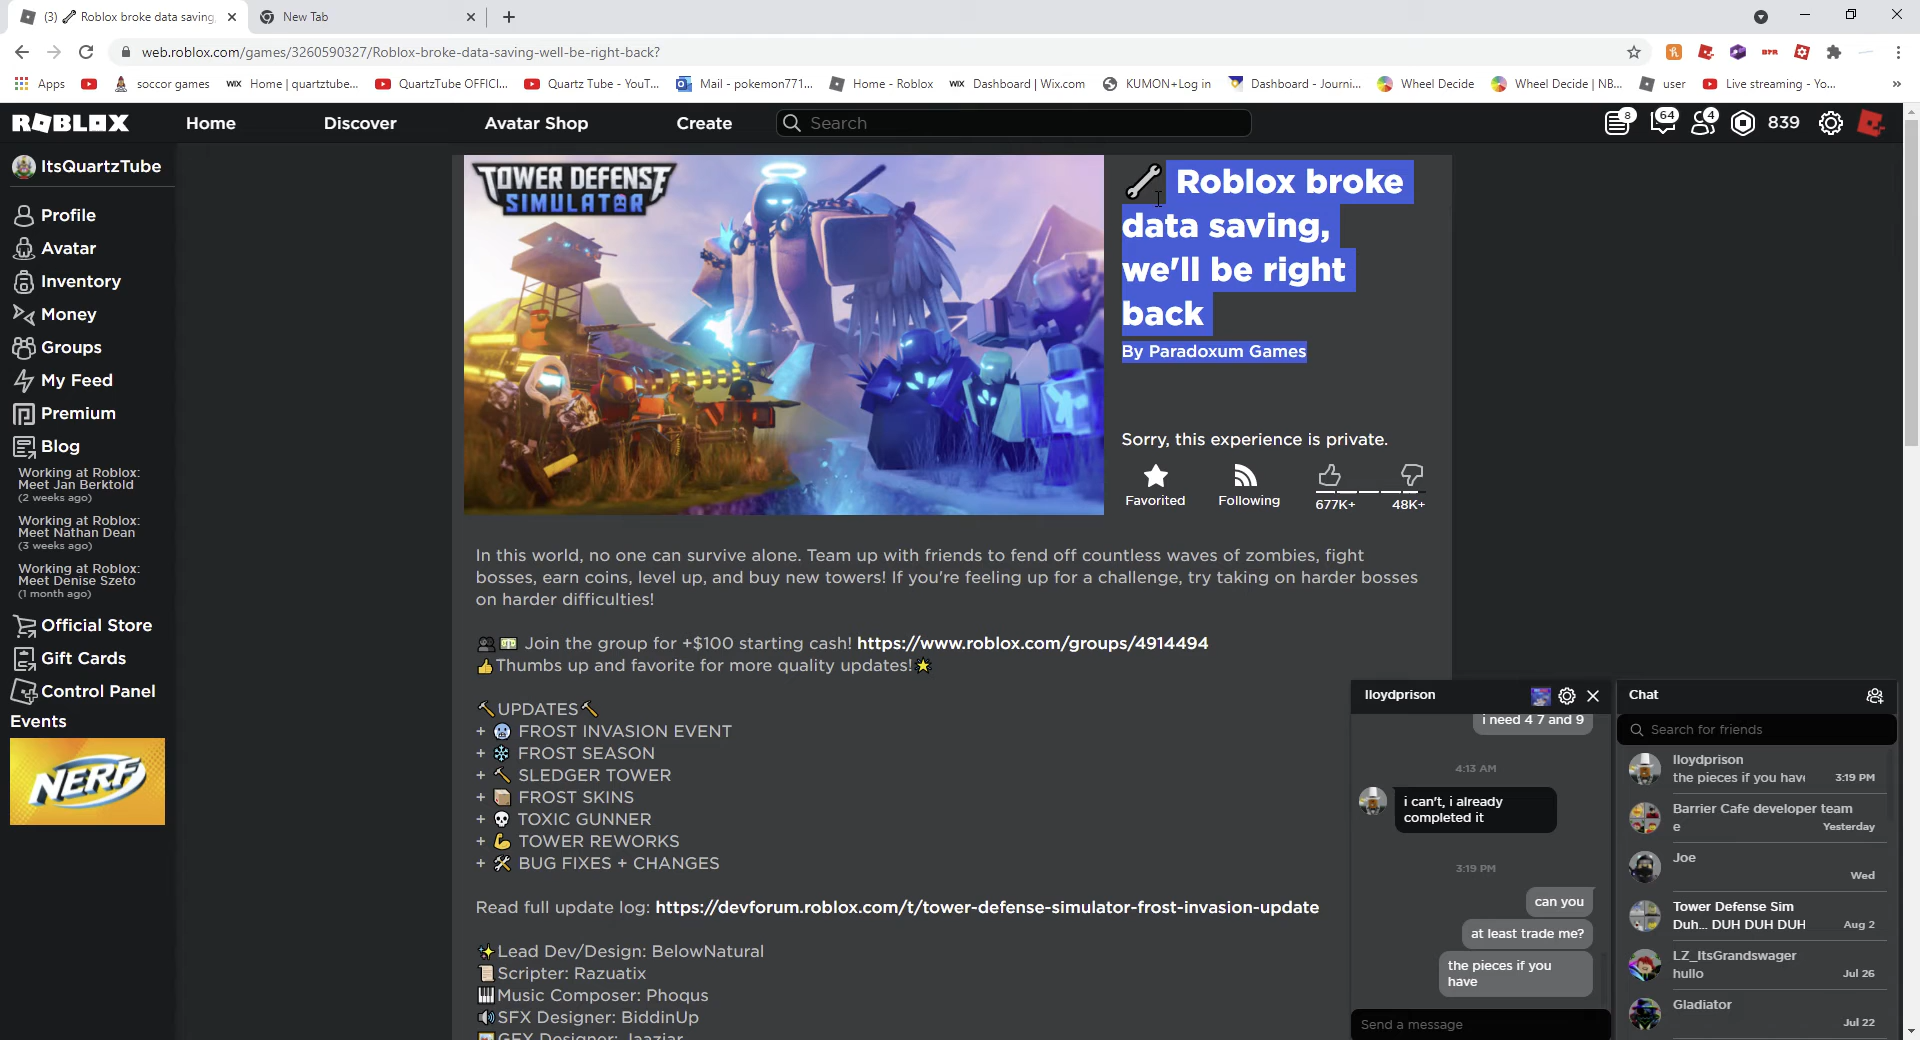 (3) 🔧 Roblox broke data saving,
New Tab
web.roblox.com/games/3260590327/Roblox-broke-data-saving-well-be-right-back?
Apps
soccor games
WIX Home | quartztube...
QuartzTube OFFICI...
Quartz Tube - YouT...
Mail - pokemon771...
Home - Roblox
WIX Dashboard | Wix.com
KUMON+Log in
Dashboard - Journi...
Wheel Decide
Wheel Decide | NB...
user
Live streaming - Yo...
»
ROBLOX
Home
Discover
Avatar Shop
Create
Search
8
64
4
839
ItsQuartzTube
Profile
Avatar
Inventory
Money
Groups
My Feed
Premium
Blog
Working at Roblox:
Meet Jan Berktold
(2 weeks ago)
Working at Roblox:
Meet Nathan Dean
(3 weeks ago)
Working at Roblox:
Meet Denise Szeto
(1 month ago)
Official Store
Gift Cards
Control Panel
Events
NERF
TOWER DEFENSE
SIMULATOR
🔧 Roblox broke
data saving,
we'll be right
back
By Paradoxum Games
Sorry, this experience is private.
Favorited
Following
677K+
48K+
In this world, no one can survive alone. Team up with friends to fend off countless waves of zombies, fight
bosses, earn coins, level up, and buy new towers! If you're feeling up for a challenge, try taking on harder bosses
on harder difficulties!
👥💵 Join the group for +$100 starting cash! https://www.roblox.com/groups/4914494
👍Thumbs up and favorite for more quality updates!🌟
🔨UPDATES🔨
+ 🥶 FROST INVASION EVENT
+ ❄️ FROST SEASON
+ 🔨 SLEDGER TOWER
+ 📦 FROST SKINS
+ 💀 TOXIC GUNNER
+ 💪 TOWER REWORKS
+ 🛠️ BUG FIXES + CHANGES
Read full update log: https://devforum.roblox.com/t/tower-defense-simulator-frost-invasion-update
✨Lead Dev/Design: BelowNatural
📜Scripter: Razuatix
🎹Music Composer: Phoqus
🔊SFX Designer: BiddinUp
GFX Designer: Jaaziar
lloydprison
i need 4 7 and 9
4:13 AM
i can't, i already
completed it
3:19 PM
can you
at least trade me?
the pieces if you
have
Send a message
Chat
Search for friends
lloydprison
the pieces if you have 3:19 PM
Barrier Cafe developer team
e Yesterday
Joe
Wed
Tower Defense Sim
Duh... DUH DUH DUH Aug 2
LZ_ItsGrandswager
hullo Jul 26
Gladiator
Jul 22